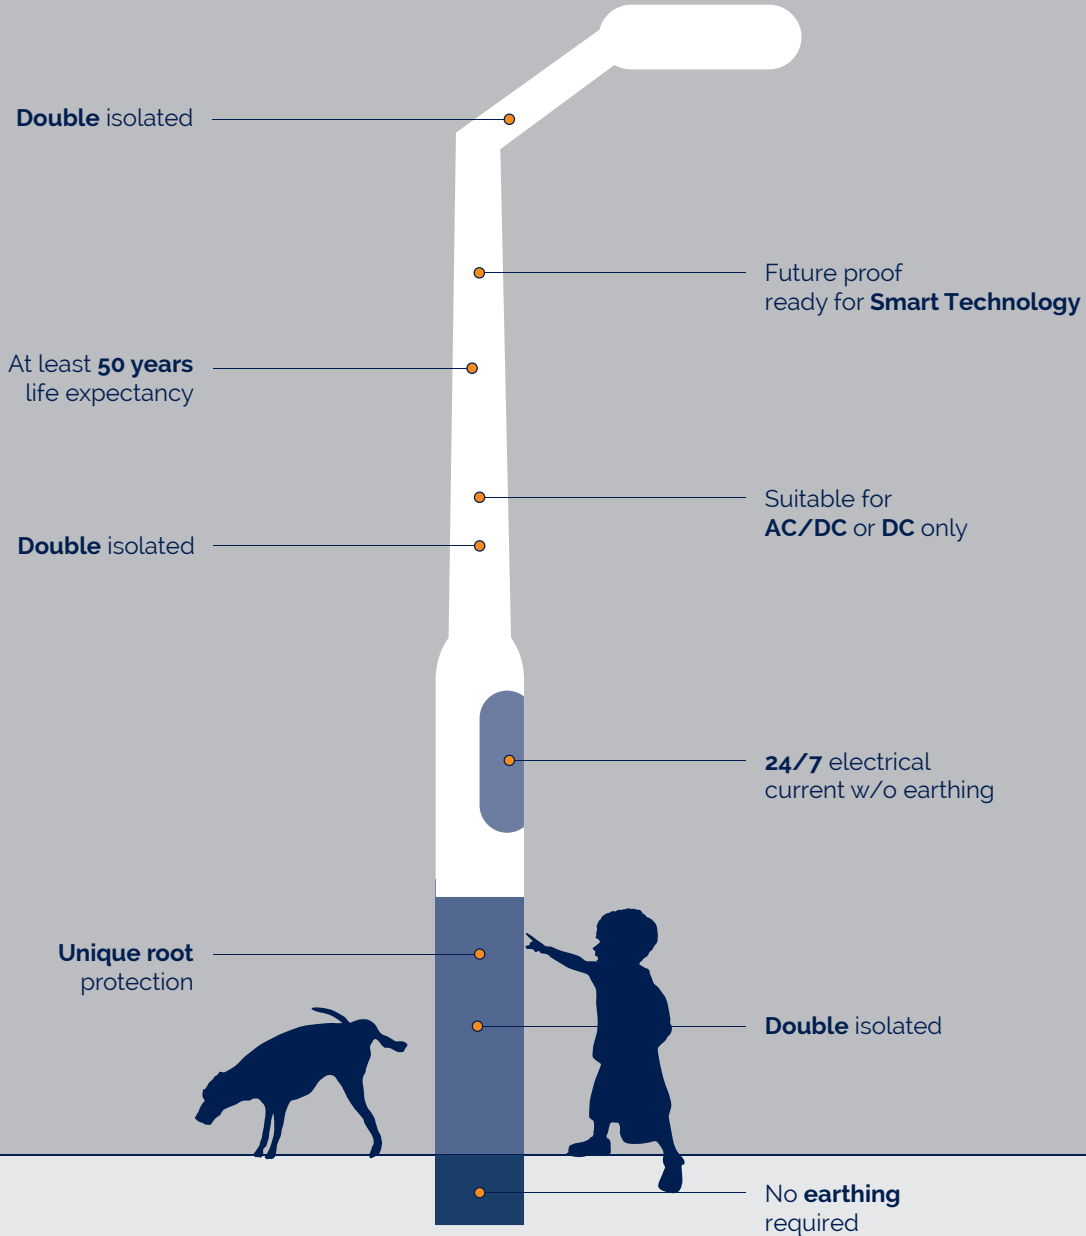 Double isolated
Future proof
ready for Smart Technology
At least 50 years
life expectancy
Suitable for
AC/DC or DC only
Double isolated
24/7 electrical
current w/o earthing
Unique root
protection
Double isolated
No earthing
required